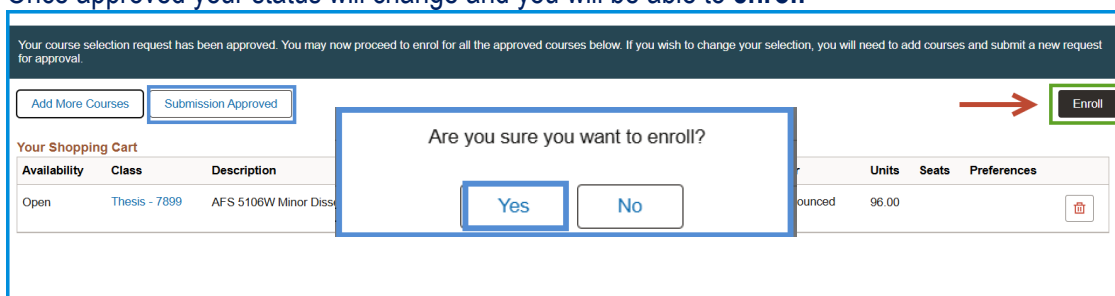 Once approved your status will change and you will be able to enroll
Your course selection request has been approved. You may now proceed to enrol for all the approved courses below. If you wish to change your selection, you will need to add courses and submit a new request
for approval.
Add More Courses Submission Approved Enroll
Are you sure you want to enroll?
Yes No
Your Shopping Cart
Availability Class Description Units Seats Preferences
Open Thesis - 7899 AFS 5106W Minor 96.00